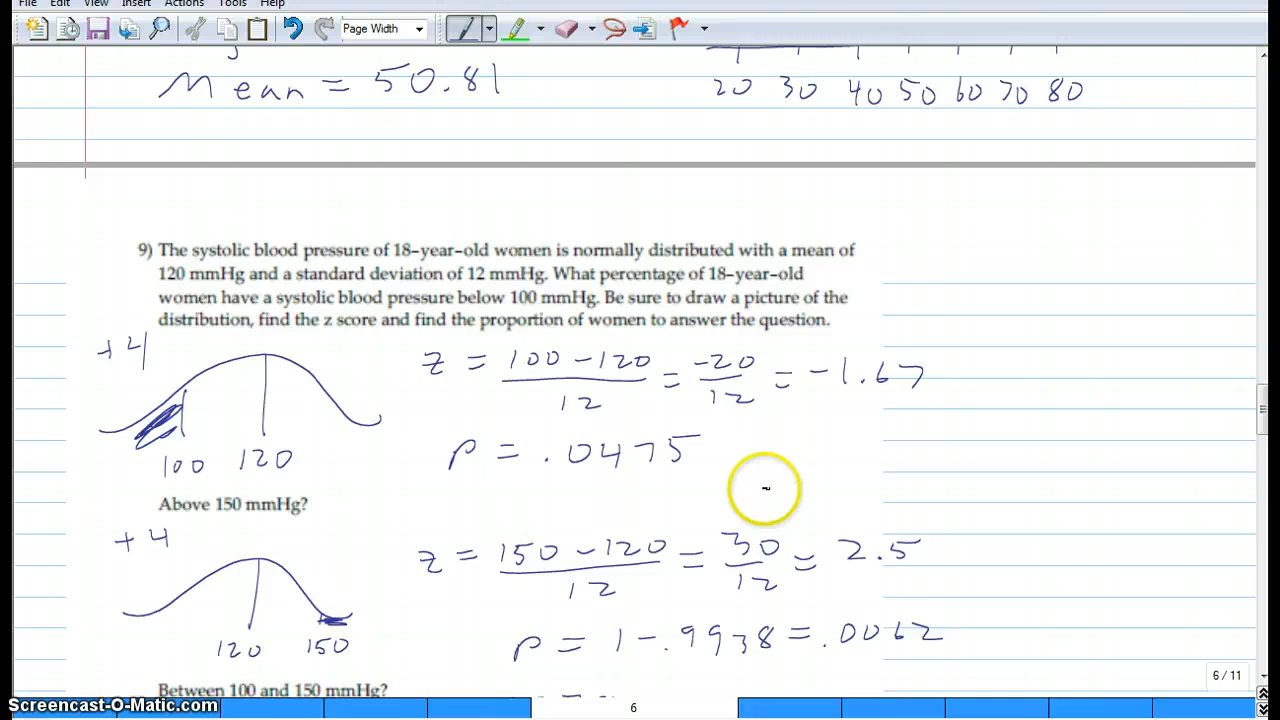 File Edit View Insert Actions Tools Help
Page Width
Mean = 50.81
20 30 40 50 60 70 80
9) The systolic blood pressure of 18-year-old women is normally distributed with a mean of
120 mmHg and a standard deviation of 12 mmHg. What percentage of 18-year-old
women have a systolic blood pressure below 100 mmHg. Be sure to draw a picture of the
distribution, find the z score and find the proportion of women to answer the question.
+4
z = 100 - 120 / 12 = -20 / 12 = -1.67
100 120
p = .0475
Above 150 mmHg?
+4
z = 150 - 120 / 12 = 30 / 12 = 2.5
120 150
p = 1 - .9938 = .0062
Between 100 and 150 mmHg?
6 / 11
Screencast-O-Matic.com
6